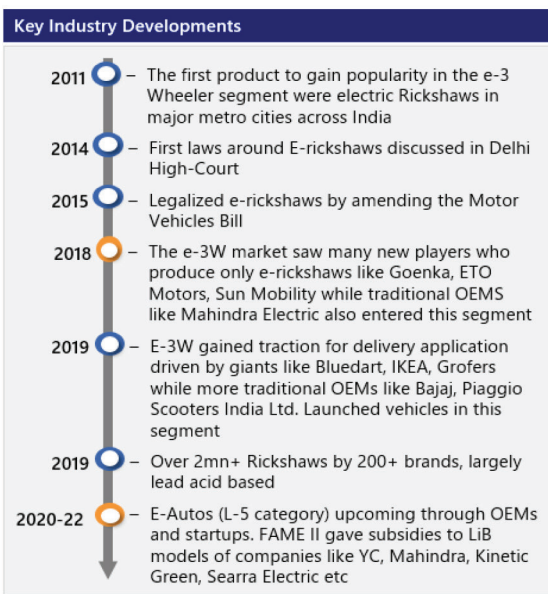 Key Industry Developments
2011 – The first product to gain popularity in the e-3
Wheeler segment were electric Rickshaws in
major metro cities across India
2014 – First laws around E-rickshaws discussed in Delhi
High-Court
2015 – Legalized e-rickshaws by amending the Motor
Vehicles Bill
2018 – The e-3W market saw many new players who
produce only e-rickshaws like Goenka, ETO
Motors, Sun Mobility while traditional OEMS
like Mahindra Electric also entered this segment
2019 – E-3W gained traction for delivery application
driven by giants like Bluedart, IKEA, Grofers
while more traditional OEMs like Bajaj, Piaggio
Scooters India Ltd. Launched vehicles in this
segment
2019 – Over 2mn+ Rickshaws by 200+ brands, largely
lead acid based
2020-22 – E-Autos (L-5 category) upcoming through OEMs
and startups. FAME II gave subsidies to LiB
models of companies like YC, Mahindra, Kinetic
Green, Searra Electric etc